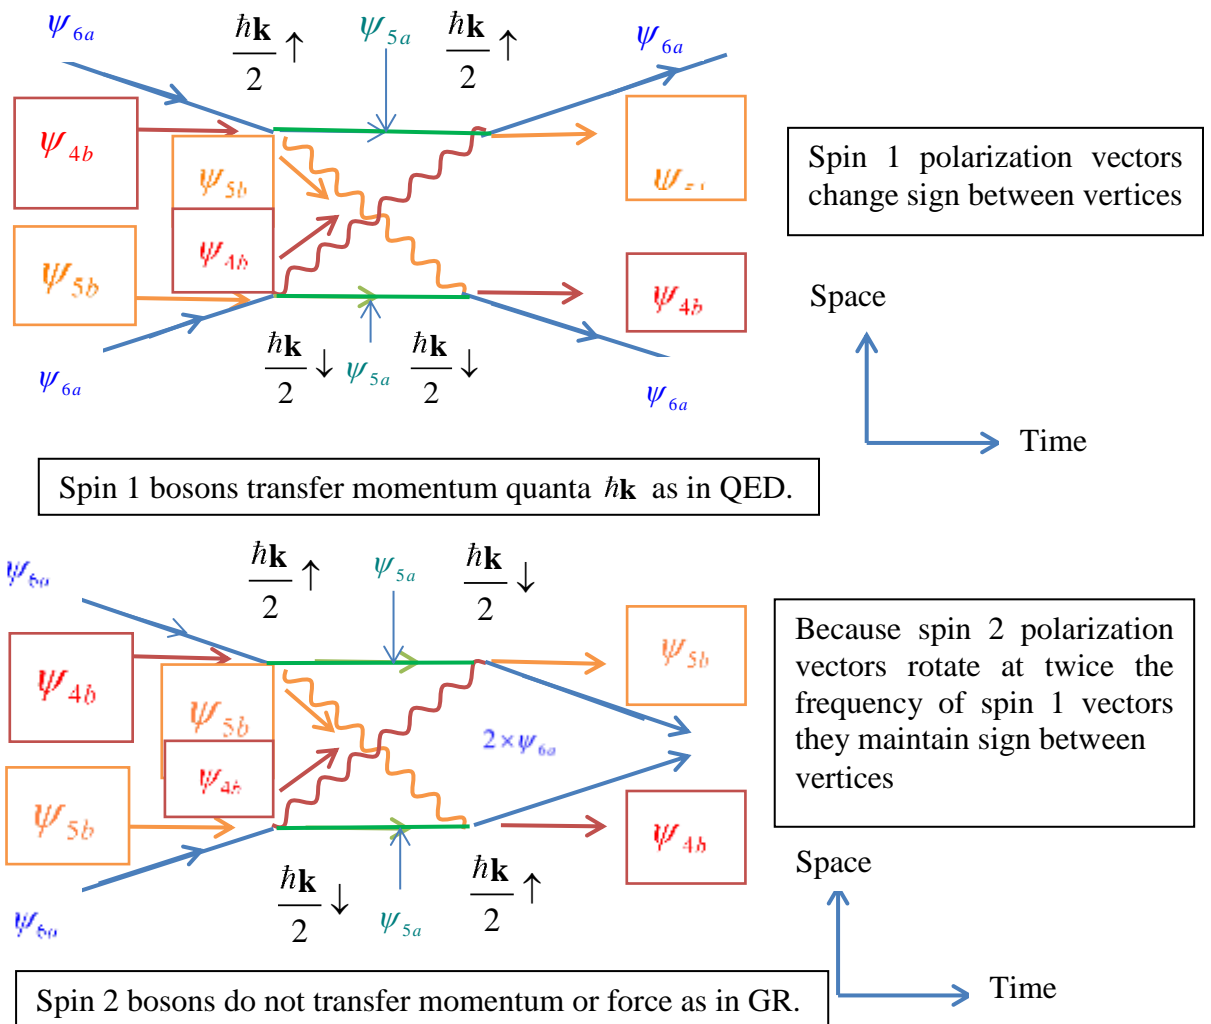 ψ6a
ħk/2 ↑
ψ5a
ħk/2 ↑
ψ6a
ψ4b
ψ5b
Spin 1 polarization vectors
change sign between vertices
ψ4b
ψ5b
ψ4b
Space
ħk/2 ↓
ψ5a
ħk/2 ↓
ψ6a
ψ6a
Time
Spin 1 bosons transfer momentum quanta ħk as in QED.
ψ6a
ħk/2 ↑
ψ5a
ħk/2 ↓
ψ4b
ψ5b
ψ5b
Because spin 2 polarization
vectors rotate at twice the
frequency of spin 1 vectors
they maintain sign between
vertices
2 × ψ6a
ψ4b
ψ5b
ψ4b
Space
ħk/2 ↓
ψ5a
ħk/2 ↑
ψ6a
Time
Spin 2 bosons do not transfer momentum or force as in GR.